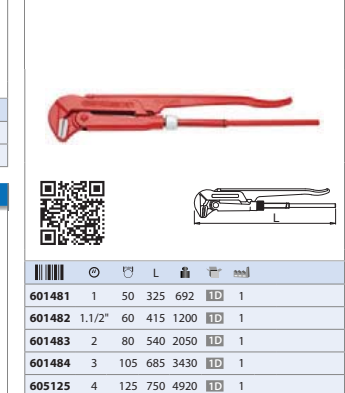 L
L
601481 1 50 325 692 1D 1
601482 1.1/2" 60 415 1200 1D 1
601483 2 80 540 2050 1D 1
601484 3 105 685 3430 1D 1
605125 4 125 750 4920 1D 1